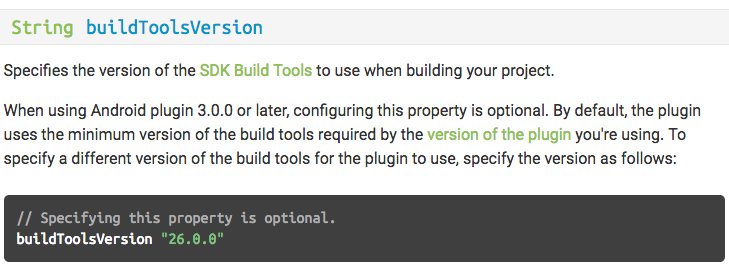 String buildToolsVersion
Specifies the version of the SDK Build Tools to use when building your project.
When using Android plugin 3.0.0 or later, configuring this property is optional. By default, the plugin
uses the minimum version of the build tools required by the version of the plugin you're using. To
specify a different version of the build tools for the plugin to use, specify the version as follows:
// Specifying this property is optional.
buildToolsVersion "26.0.0"